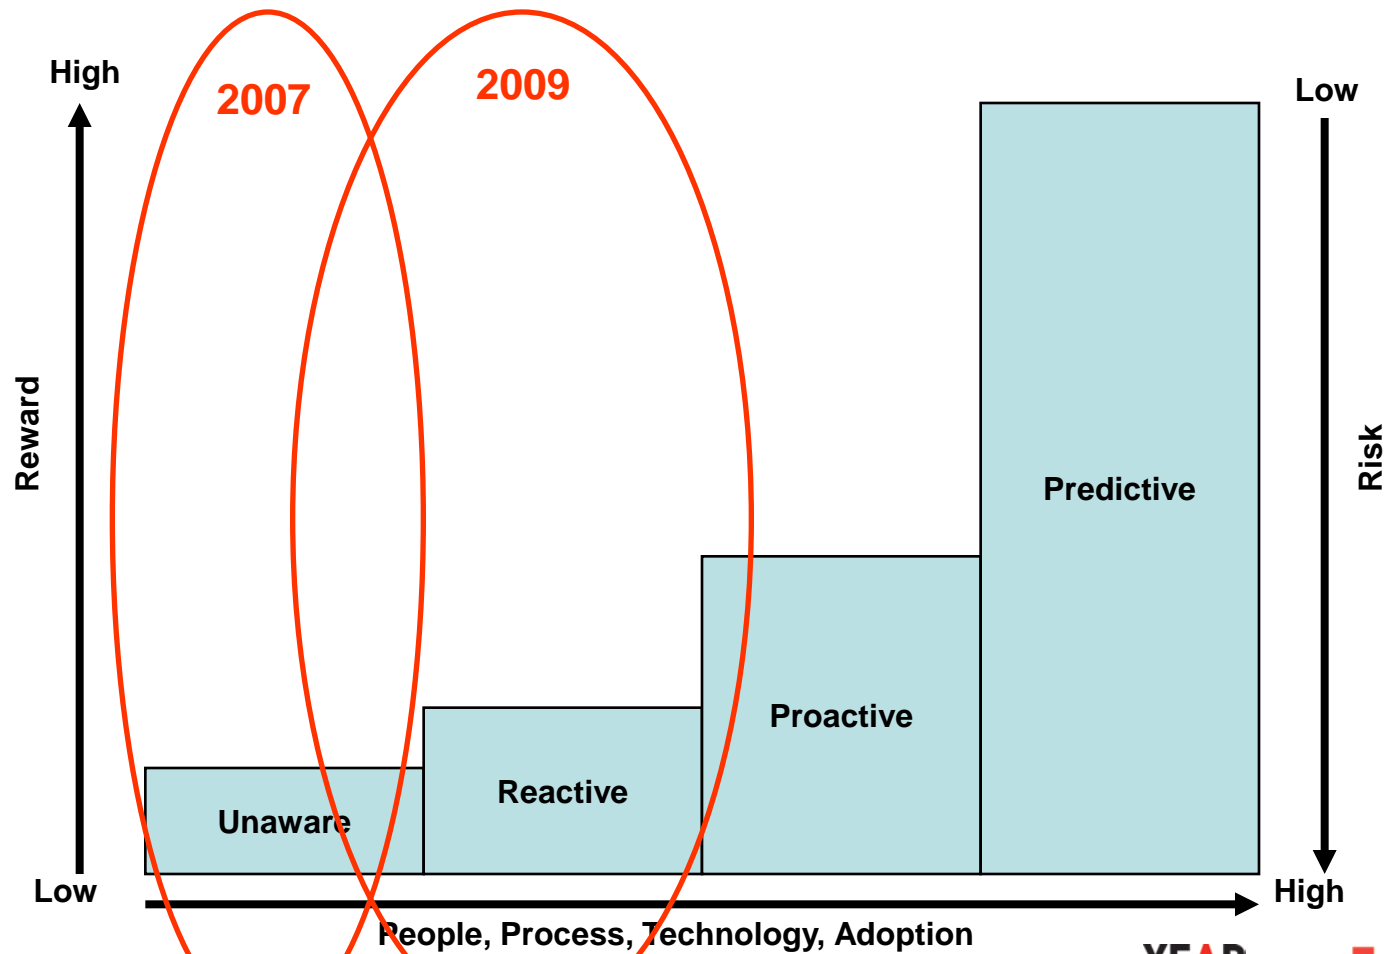 High
2007
2009
Low
Reward
Risk
Predictive
Proactive
Reactive
Unaware
Low
High
People, Process, Technology, Adoption